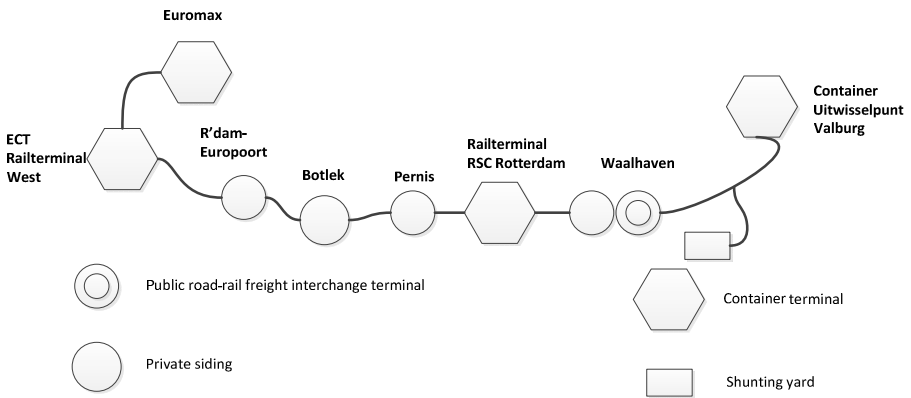 Euromax
ECT
Railterminal
West
R’dam-
Europoort
Botlek
Pernis
Railterminal
RSC Rotterdam
Waalhaven
Container
Uitwisselpunt
Valburg
Public road-rail freight interchange terminal
Container terminal
Private siding
Shunting yard